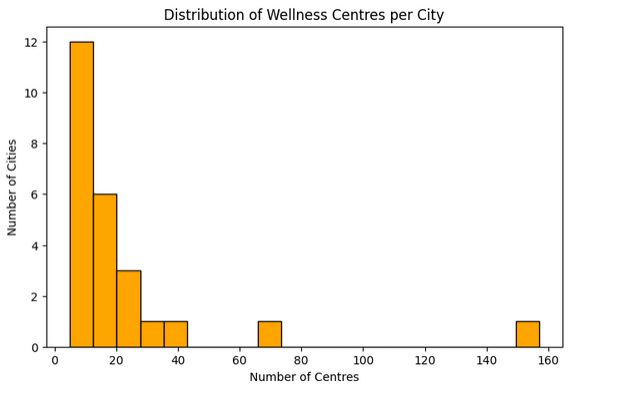 Distribution of Wellness Centres per City
12
10
8
6
4
2
0
Number of Cities
0 20 40 60 80 100 120 140 160
Number of Centres